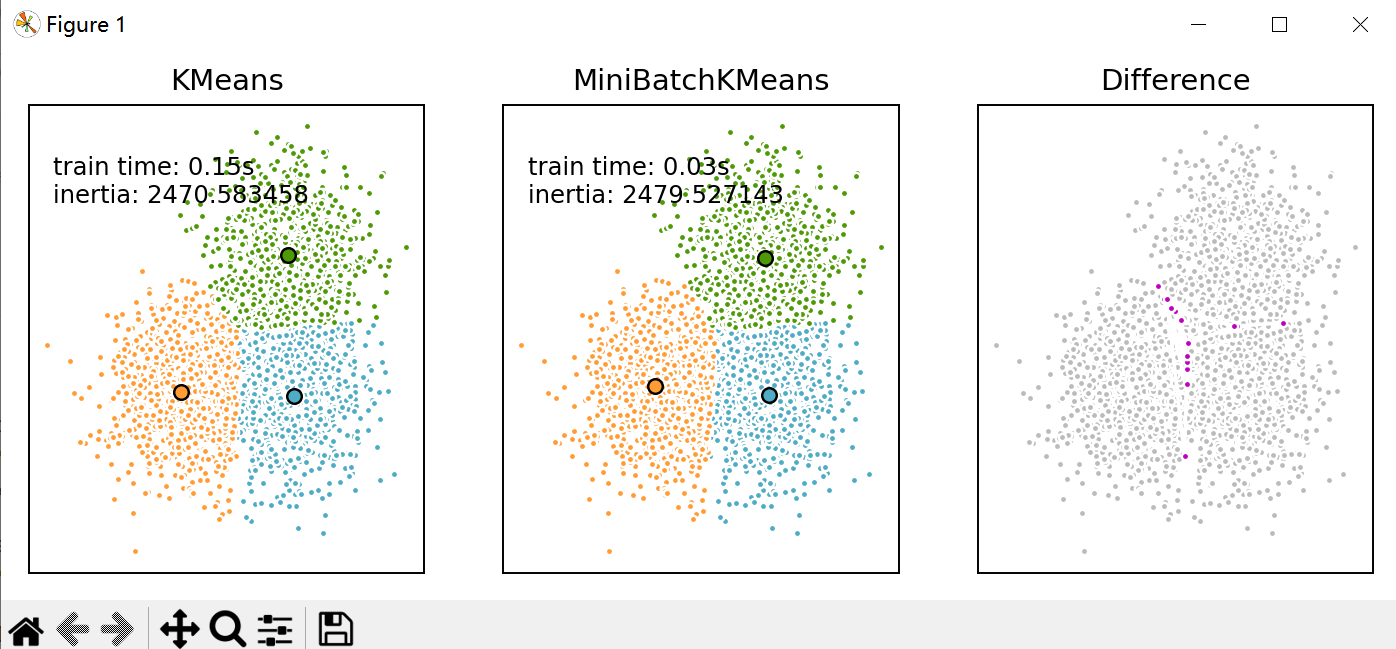 Figure 1
KMeans
train time: 0.15s
inertia: 2470.583458
MiniBatchKMeans
train time: 0.03s
inertia: 2479.527143
Difference